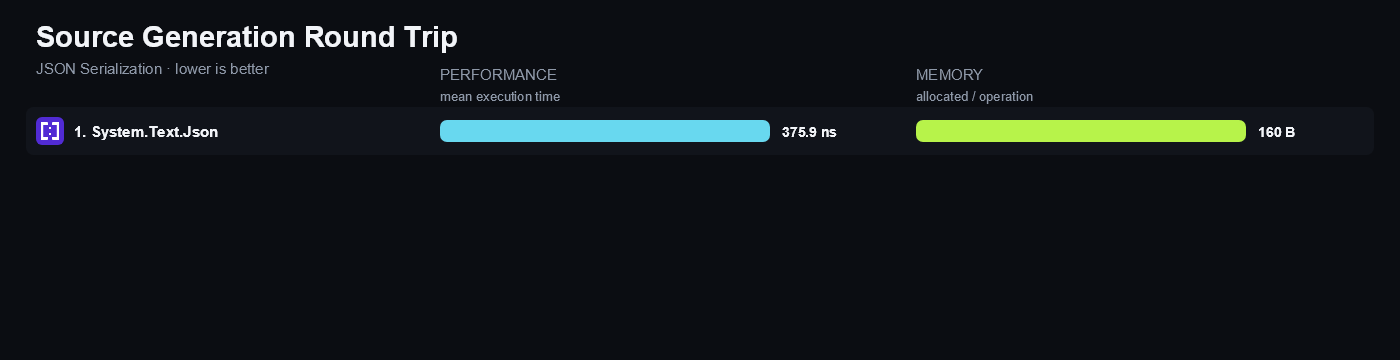 Source Generation Round Trip
JSON Serialization · lower is better
PERFORMANCE
mean execution time
MEMORY
allocated / operation
1. System.Text.Json
375.9 ns
160 B